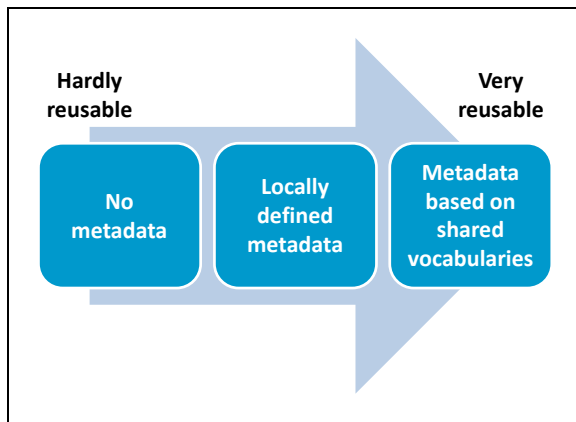 Hardly
reusable
Very
reusable
No
metadata
Locally
defined
metadata
Metadata
based on
shared
vocabularies